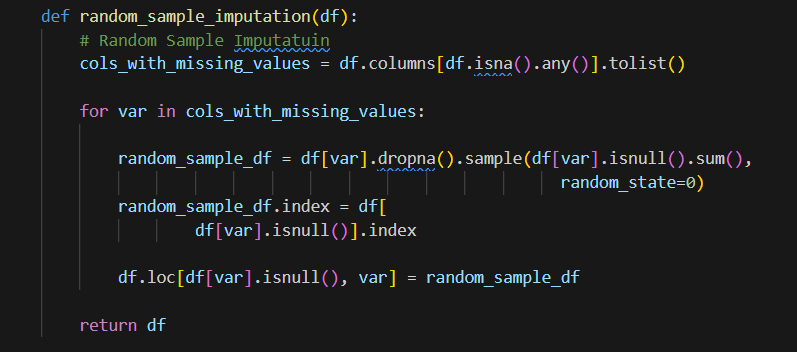 def random_sample_imputation(df):
    # Random Sample Imputatuin
    cols_with_missing_values = df.columns[df.isna().any()].tolist()

    for var in cols_with_missing_values:

        random_sample_df = df[var].dropna().sample(df[var].isnull().sum(),
                                                      random_state=0)
        random_sample_df.index = df[
                df[var].isnull()].index

        df.loc[df[var].isnull(), var] = random_sample_df

    return df